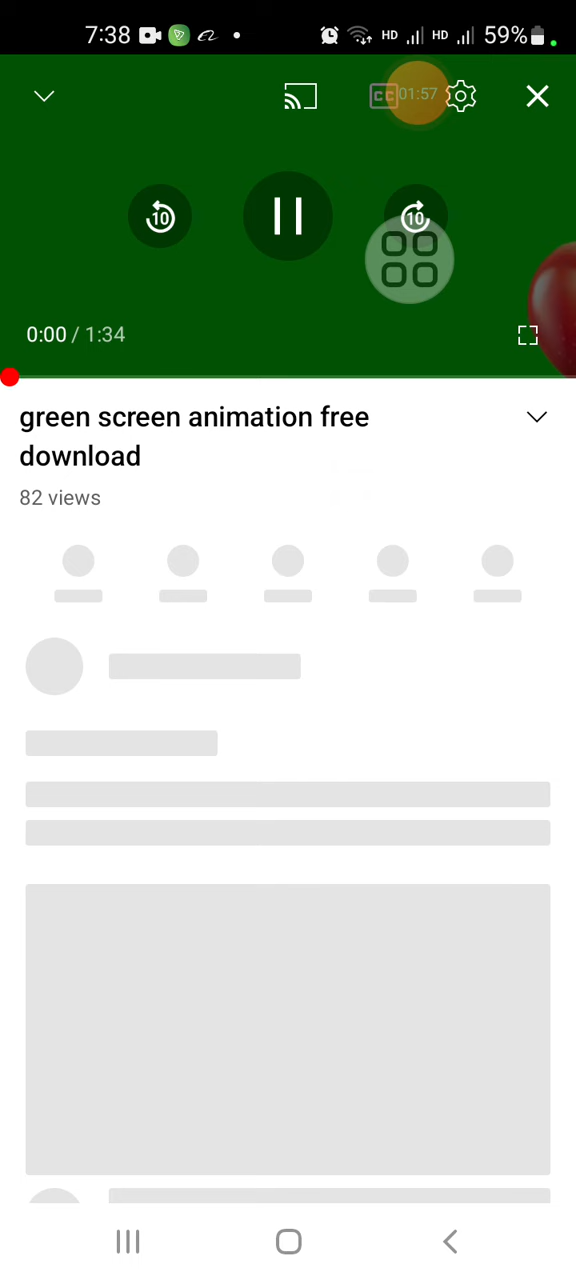 7:38 HD HD 59%
CC 01:57
10 10
0:00 / 1:34
green screen animation free
download
82 views